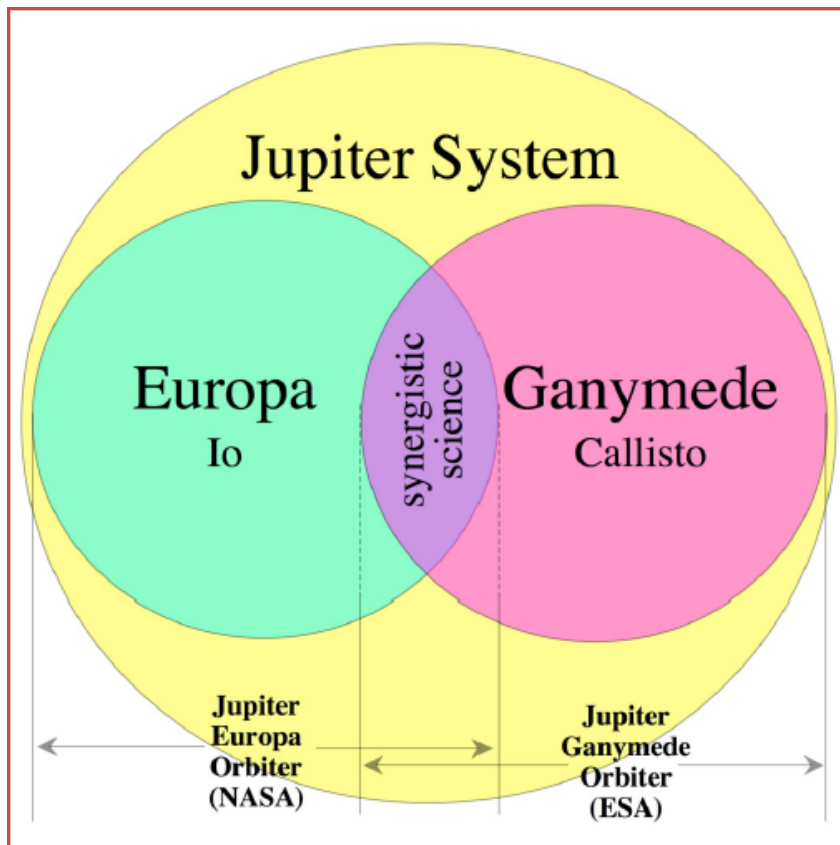 Jupiter System
Europa
Io
synergistic
science
Ganymede
Callisto
Jupiter
Europa
Orbiter
(NASA)
Jupiter
Ganymede
Orbiter
(ESA)